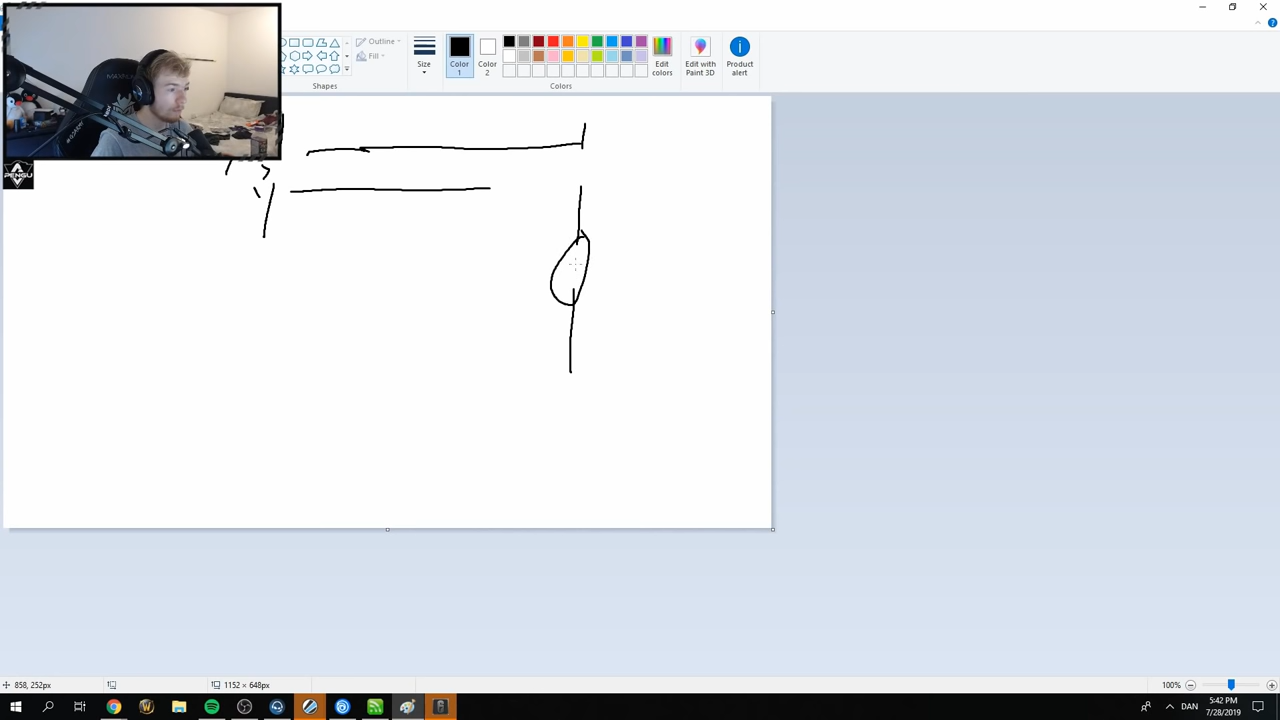 Outline
Fill
Size
Color
1
Color
2
Edit
colors
Edit with
Paint 3D
Product
alert
Shapes
Colors
PENGU
858, 252px
1152 × 648px
100%
DAN
5:42 PM
7/28/2019